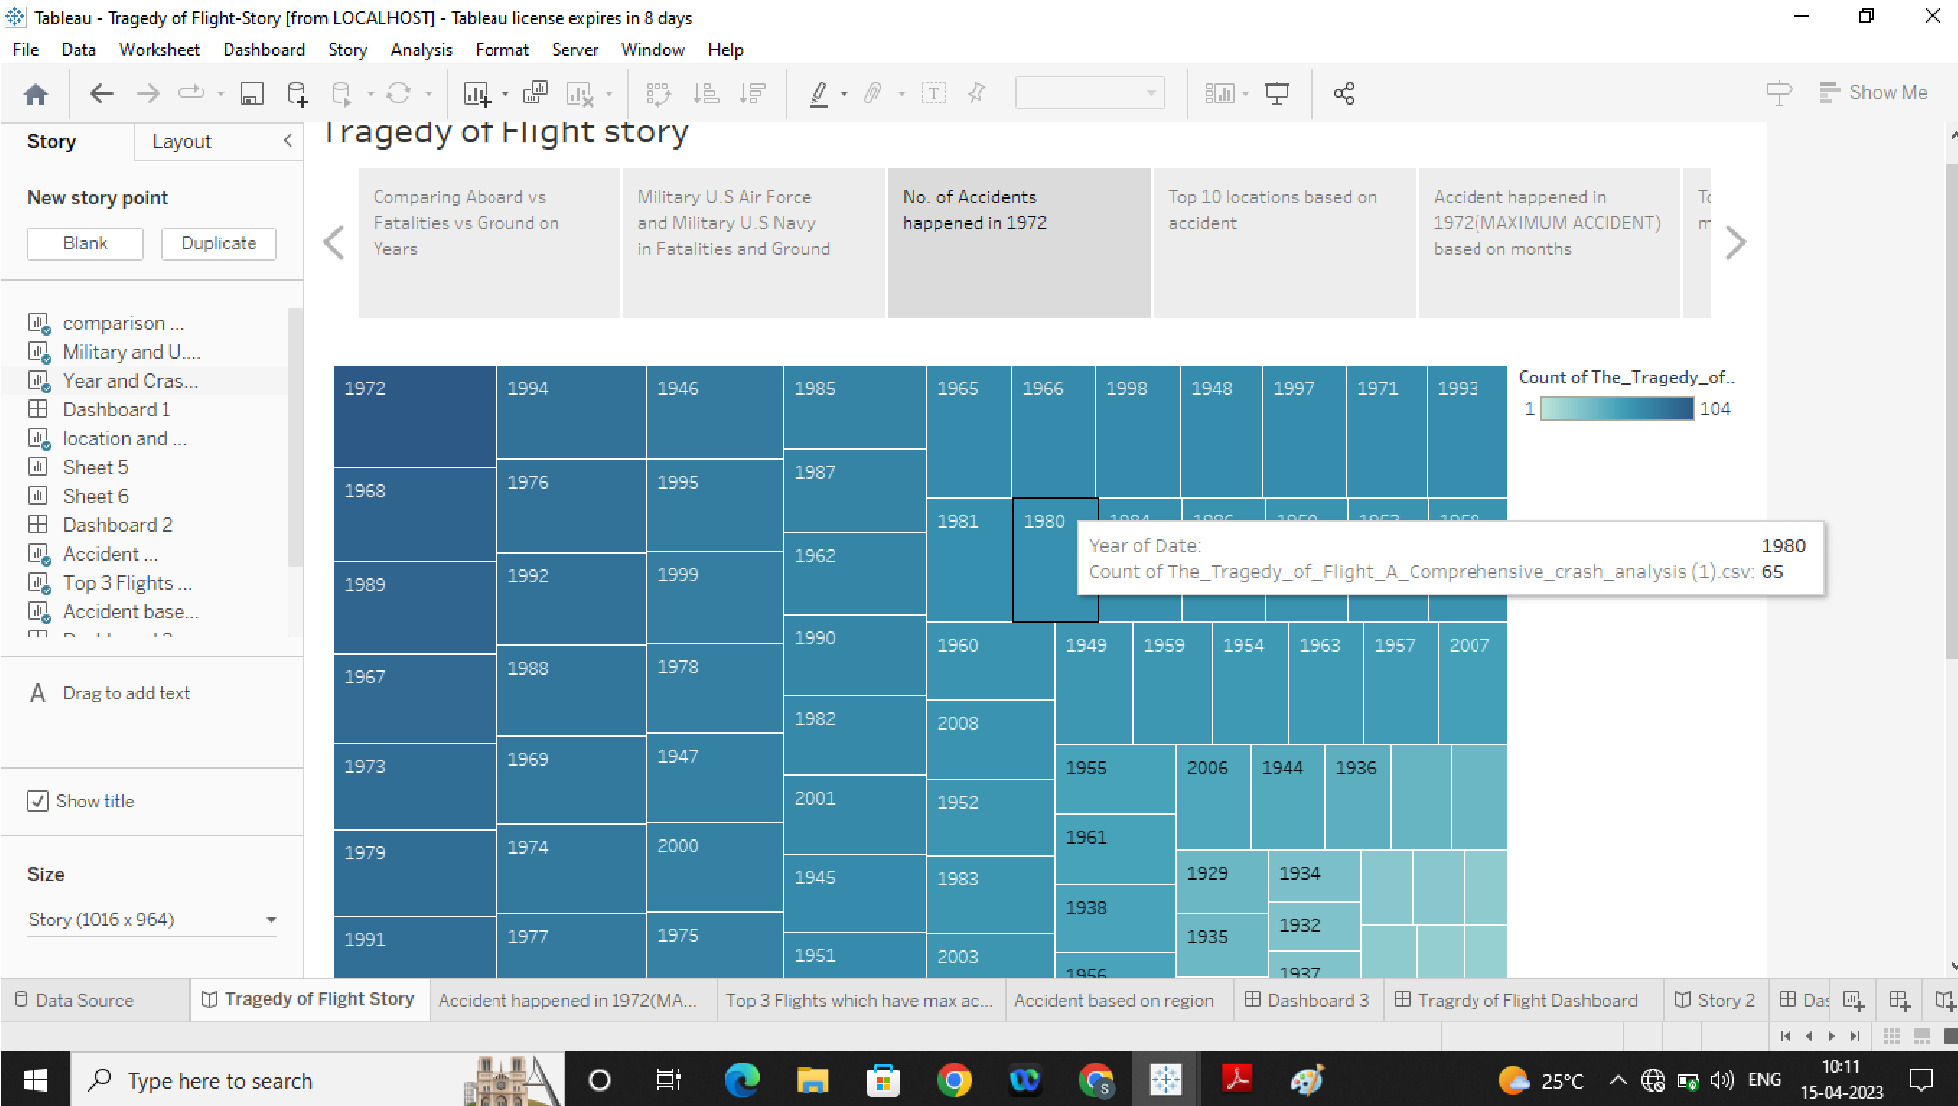 Tableau - Tragedy of Flight-Story [from LOCALHOST] - Tableau license expires in 8 days
File Data Worksheet Dashboard Story Analysis Format Server Window Help
Show Me
Story Layout
Tragedy of Flight story
New story point
Blank Duplicate
Comparing Aboard vs
Fatalities vs Ground on
Years
Military U.S Air Force
and Military U.S Navy
in Fatalities and Ground
No. of Accidents
happened in 1972
Top 10 locations based on
accident
Accident happened in
1972(MAXIMUM ACCIDENT)
based on months
comparison ...
Military and U....
Year and Cras...
Dashboard 1
location and ...
Sheet 5
Sheet 6
Dashboard 2
Accident ...
Top 3 Flights ...
Accident base...
A Drag to add text
Show title
Size
Story (1016 x 964)
1972 1994 1946 1985 1965 1966 1998 1948 1997 1971 1993
Count of The_Tragedy_of..
1 104
1968 1976 1995 1987
1981 1980
Year of Date: 1980
Count of The_Tragedy_of_Flight_A_Comprehensive_crash_analysis (1).csv: 65
1989 1992 1999 1962
1967 1988 1978 1990 1960 1949 1959 1954 1963 1957 2007
1973 1969 1947 1982 2008
1955 2006 1944 1936
2001 1952
1979 1974 2000 1961
1945 1983 1929 1934
1938 1932
1991 1977 1975 1951 2003 1935
1956 1937
Data Source Tragedy of Flight Story Accident happened in 1972(MA... Top 3 Flights which have max ac... Accident based on region Dashboard 3 Tragrdy of Flight Dashboard Story 2 Das
Type here to search
25°C ENG
10:11
15-04-2023